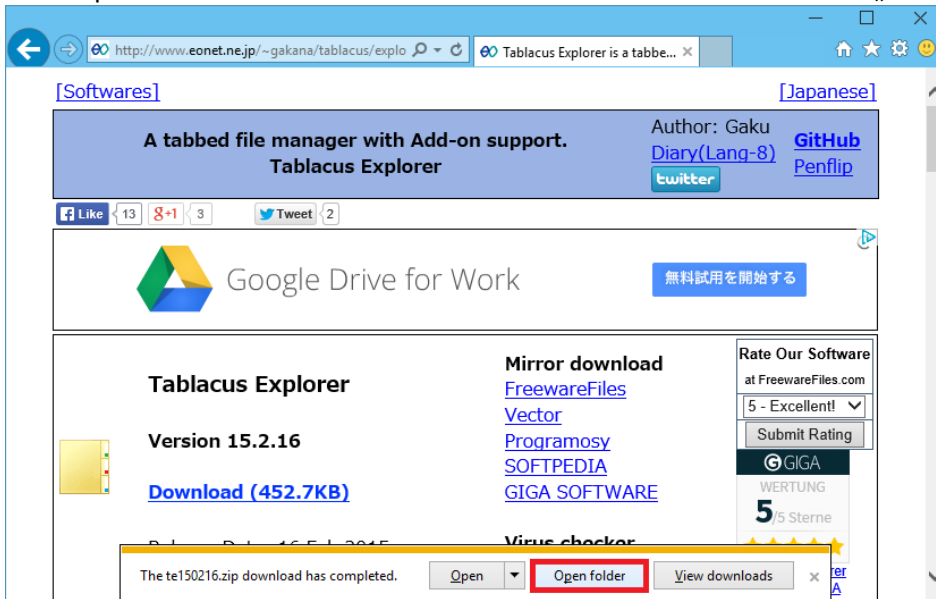 http://www.eonet.ne.jp/~gakana/tablacus/explo
Tablacus Explorer is a tabbe...
[Softwares]
[Japanese]
A tabbed file manager with Add-on support.
Tablacus Explorer
Author: Gaku
Diary(Lang-8)
twitter
GitHub
Penflip
Like 13
+1 3
Tweet 2
Google Drive for Work
無料試用を開始する
Tablacus Explorer
Version 15.2.16
Download (452.7KB)
Mirror download
FreewareFiles
Vector
Programosy
SOFTPEDIA
GIGA SOFTWARE
Virus checker
Rate Our Software
at FreewareFiles.com
5 - Excellent!
Submit Rating
GIGA
WERTUNG
5/5 Sterne
rer
A
The te150216.zip download has completed.
Open
Open folder
View downloads